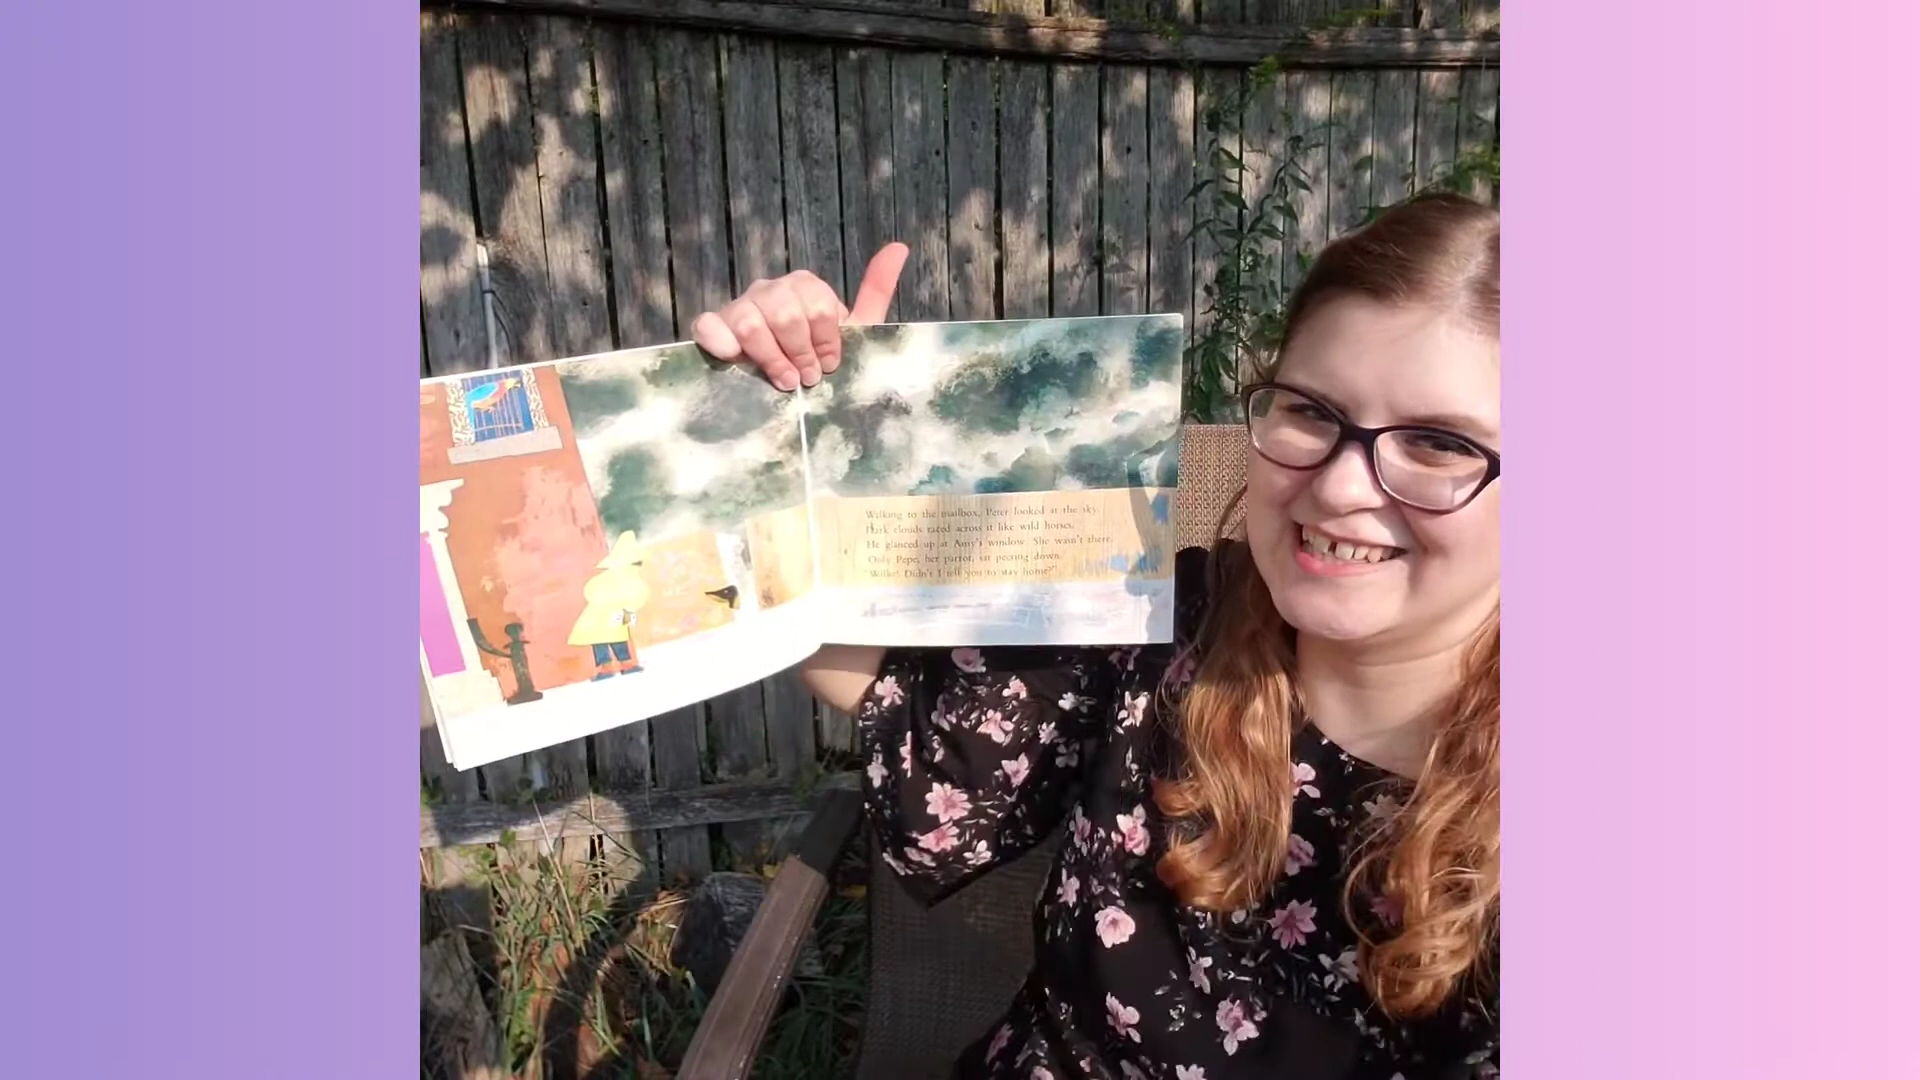 Walking to the mailbox, Peter looked at the sky.
Dark clouds raced across it like wild horses.
He glanced up at Amy's window. She wasn't there.
Only Pepe, her parrot, sat peering down.
"Willie! Didn't I tell you to stay home?"